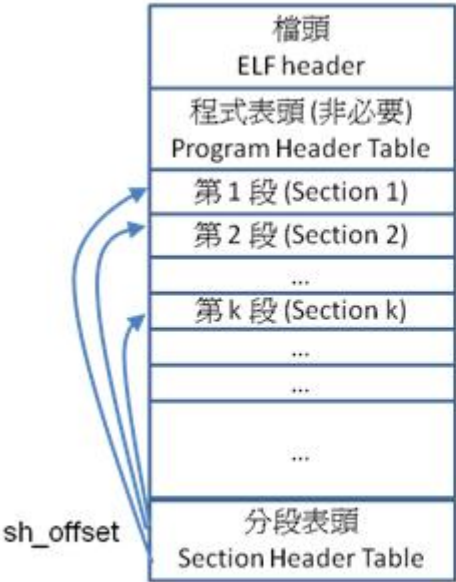 檔頭
ELF header
程式表頭 (非必要)
Program Header Table
第 1 段 (Section 1)
第 2 段 (Section 2)
...
第 k 段 (Section k)
...
...
...
sh_offset
分段表頭
Section Header Table